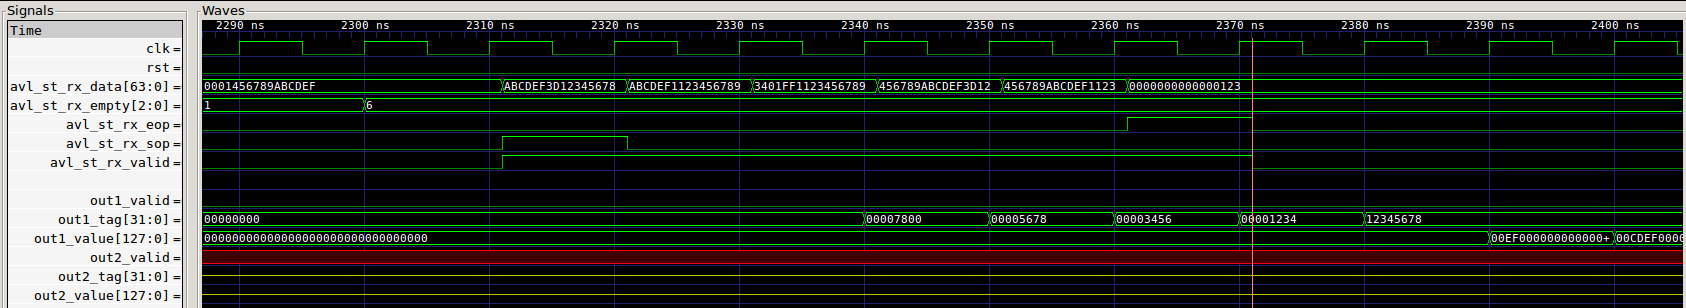 Signals
Waves
Time
2290 ns 2300 ns 2310 ns 2320 ns 2330 ns 2340 ns 2350 ns 2360 ns 2370 ns 2380 ns 2390 ns 2400 ns
clk =
rst =
avl_st_rx_data[63:0] = 0001456789ABCDEF ABCDEF3D12345678 ABCDEF1123456789 3401FF1123456789 456789ABCDEF3D12 456789ABCDEF1123 0000000000000123
avl_st_rx_empty[2:0] = 1 6
avl_st_rx_eop =
avl_st_rx_sop =
avl_st_rx_valid =
out1_valid =
out1_tag[31:0] = 00000000 00007800 00005678 00003456 00001234 12345678
out1_value[127:0] = 00000000000000000000000000000000 00EF000000000000+ 00CDEF0000
out2_valid =
out2_tag[31:0] =
out2_value[127:0] =